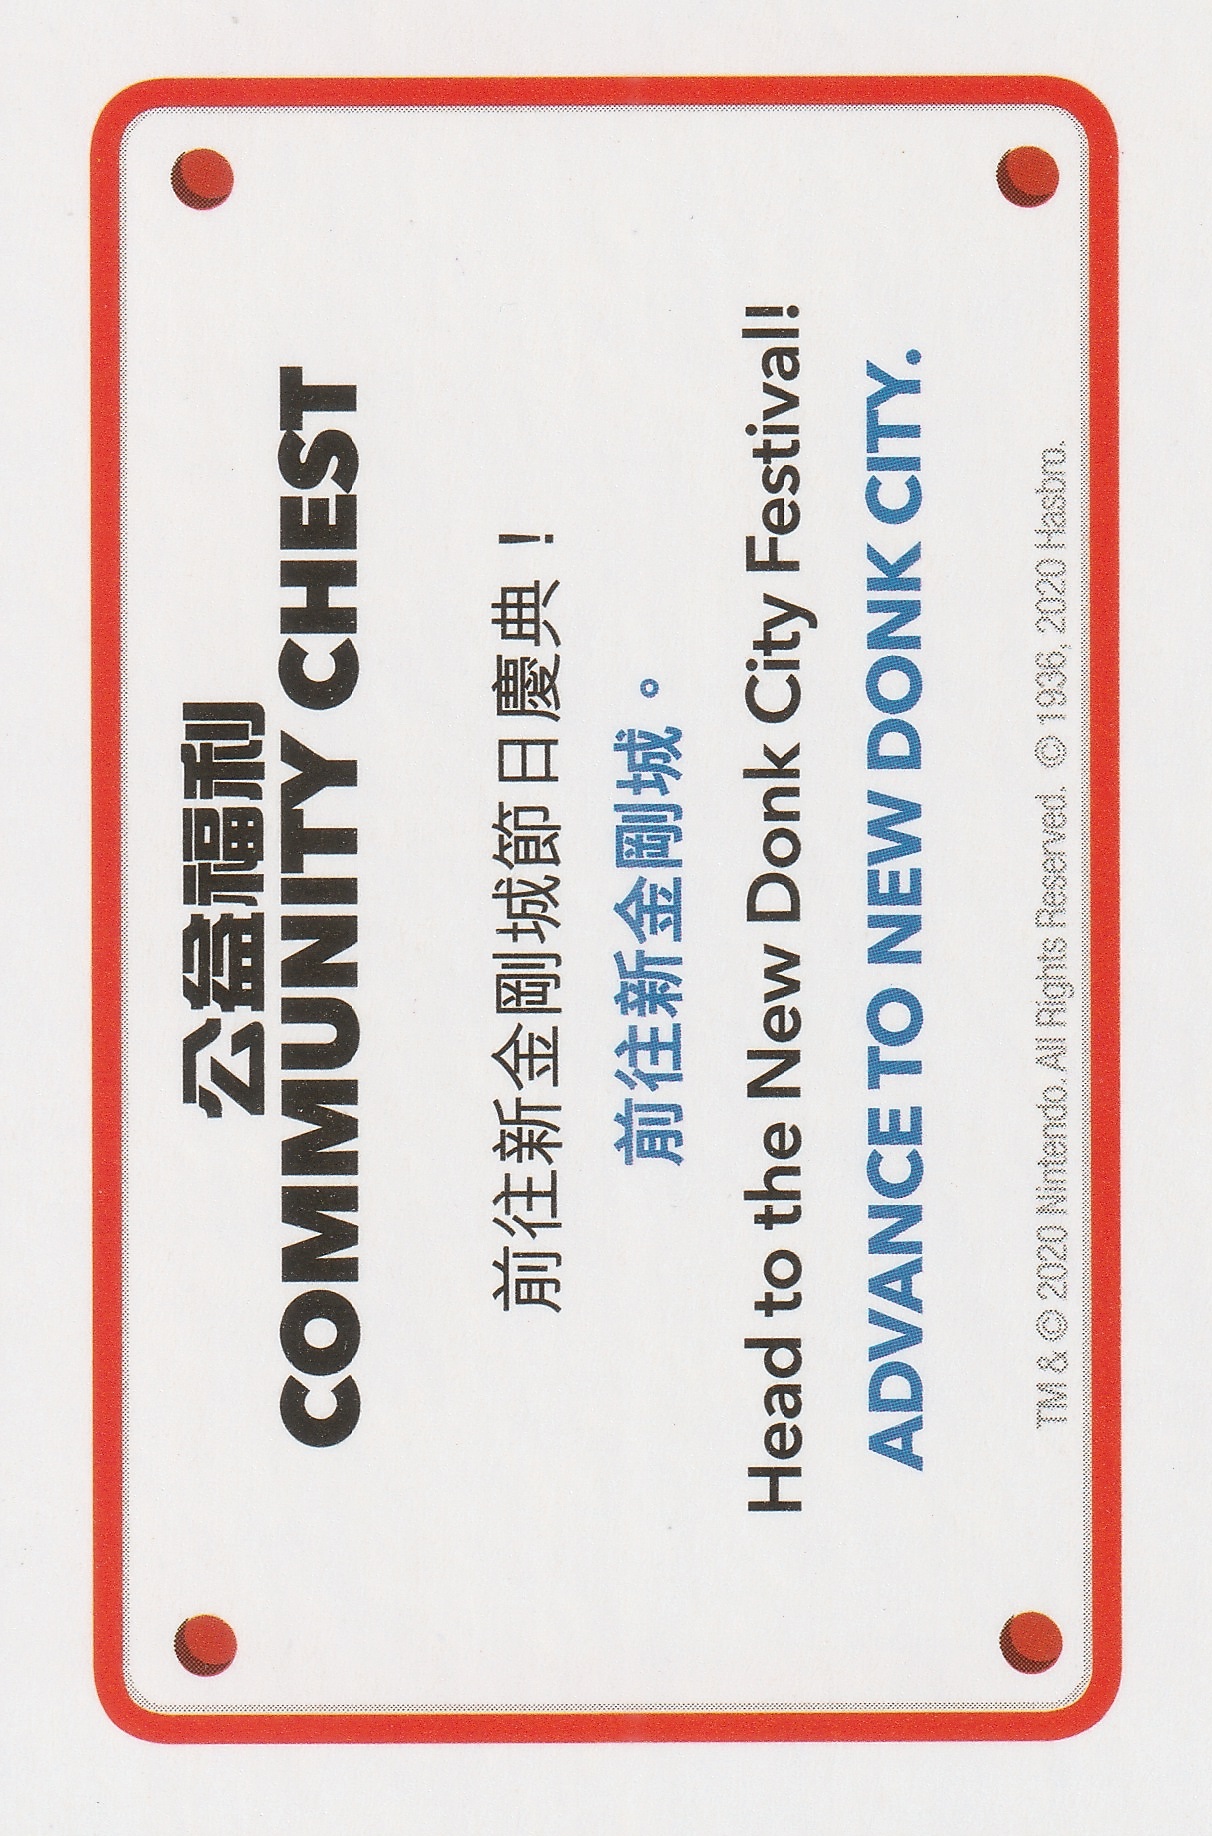 公益福利
COMMUNITY CHEST
前往新金剛城節日慶典！
前往新金剛城。
Head to the New Donk City Festival!
ADVANCE TO NEW DONK CITY.
TM & © 2020 Nintendo. All Rights Reserved. © 1936, 2020 Hasbro.